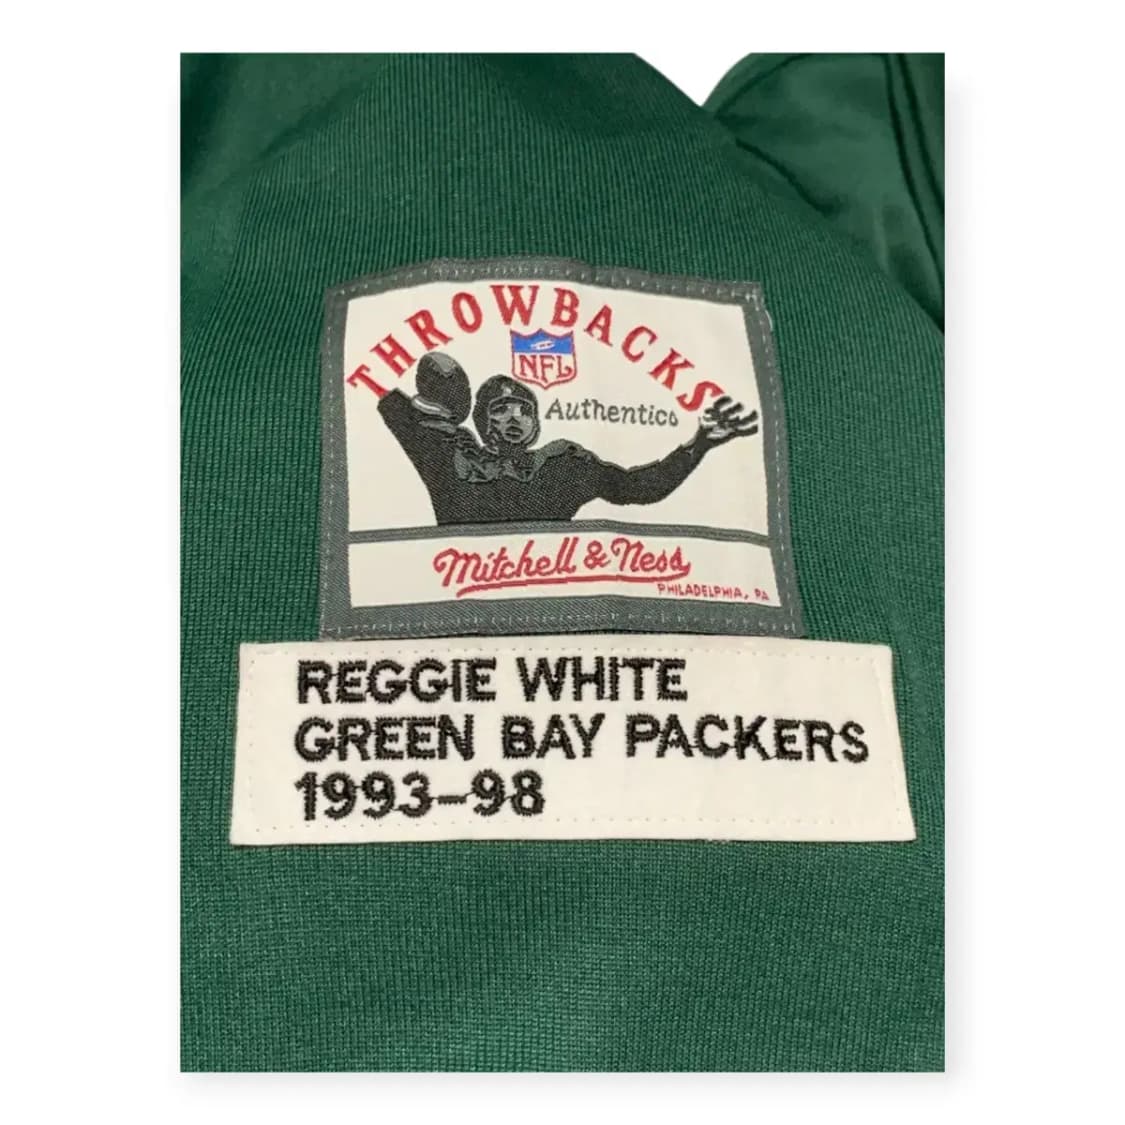 THROWBACKS
NFL
Authentics
Mitchell & Ness
PHILADELPHIA, PA
REGGIE WHITE
GREEN BAY PACKERS
1993-98